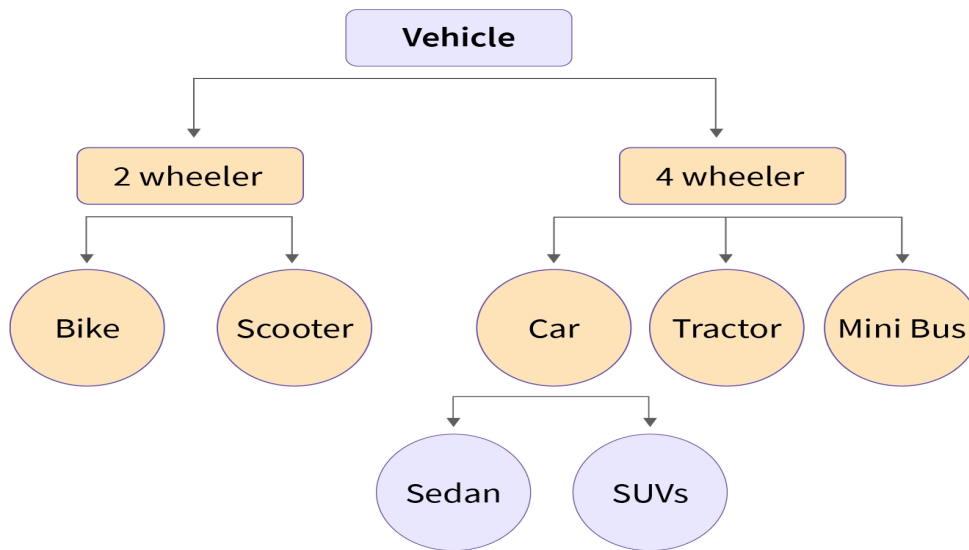 Vehicle
2 wheeler
4 wheeler
Bike
Scooter
Car
Tractor
Mini Bus
Sedan
SUVs